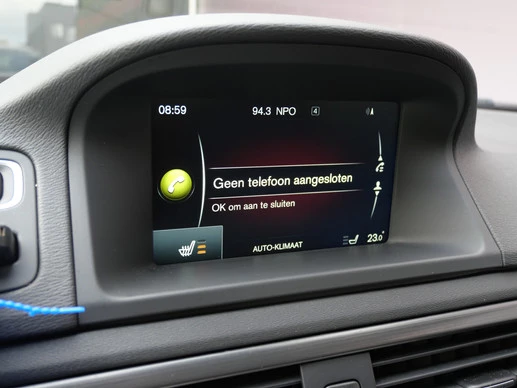 08:59 94.3 NPO 4
Geen telefoon aangesloten
OK om aan te sluiten
AUTO-KLIMAAT 23.0°